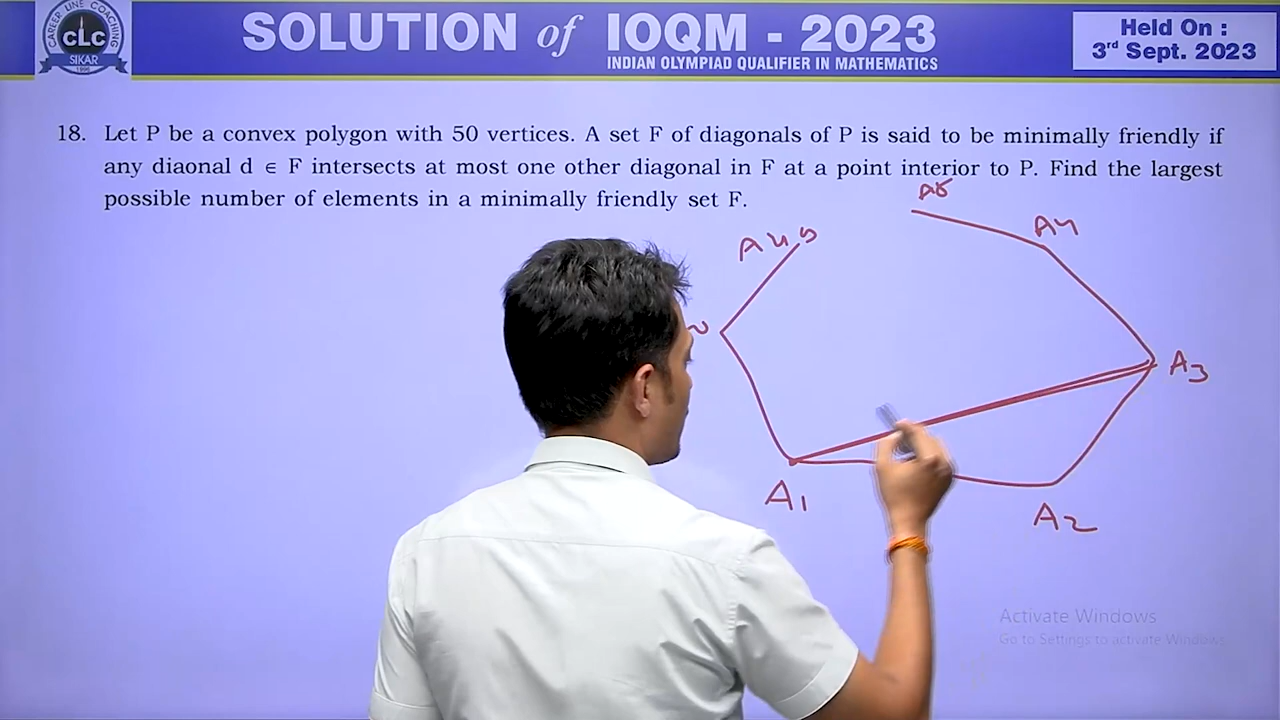 CAREER LINE COACHING
CLC
SIKAR
1996
SOLUTION of IOQM - 2023
INDIAN OLYMPIAD QUALIFIER IN MATHEMATICS
Held On :
3rd Sept. 2023
18. Let P be a convex polygon with 50 vertices. A set F of diagonals of P is said to be minimally friendly if
any diaonal d ∈ F intersects at most one other diagonal in F at a point interior to P. Find the largest
possible number of elements in a minimally friendly set F.
A5
A4
A49
A3
A1
A2
Activate Windows
Go to Settings to activate Windows.